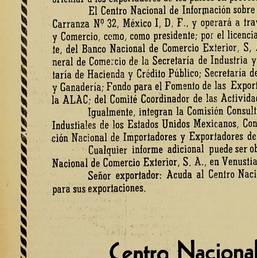 El Centro Nacional de Información sobre
Carranza Nº 32, México I, D, F., y operará a tra
y Comercio, como, como presidente; por el licencia
te, del Banco Nacional de Comercio Exterior, S,
neral de Comercio de la Secretaría de Industria y
taría de Hacienda y Crédito Público; Secretaría de
y Ganadería; Fondo para el Fomento de las Export
la ALAC; del Comité Coordinador de las Actividad
Igualmente, integran la Comisión Consult
Industiales de los Estados Unidos Mexicanos, Con
ción Nacional de Importadores y Exportadores de
Cualquier informe adicional puede ser ob
Nacional de Comercio Exterior, S, A., en Venustia
Señor exportador: Acuda al Centro Naci
para sus exportaciones.
Centro Nacional